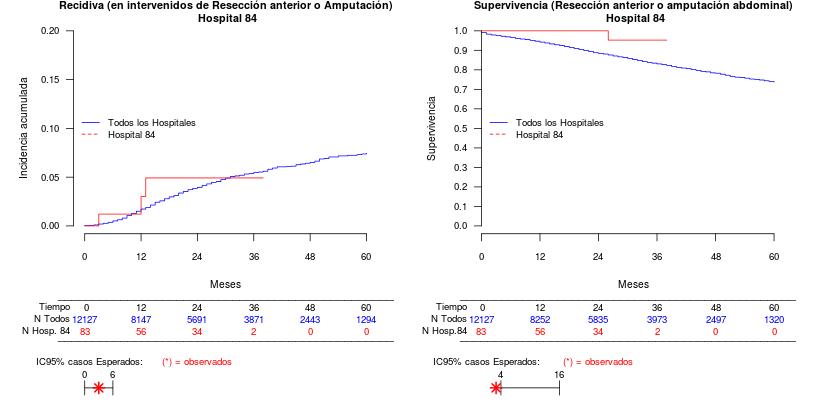 Recidiva (en intervenidos de Resección anterior o Amputación)
Hospital 84
Incidencia acumulada
0.20
0.15
0.10
0.05
0.00
Todos los Hospitales
Hospital 84
0 12 24 36 48 60
Meses
Tiempo 0 12 24 36 48 60
N Todos 12127 8147 5691 3871 2443 1294
N Hosp. 84 83 56 34 2 0 0
IC95% casos Esperados: (*) = observados
0 6
Supervivencia (Resección anterior o amputación abdominal)
Hospital 84
Supervivencia
1.0
0.9
0.8
0.7
0.6
0.5
0.4
0.3
0.2
0.1
0.0
Todos los Hospitales
Hospital 84
0 12 24 36 48 60
Meses
Tiempo 0 12 24 36 48 60
N Todos 12127 8252 5835 3973 2497 1320
N Hosp.84 83 56 34 2 0 0
IC95% casos Esperados: (*) = observados
4 16